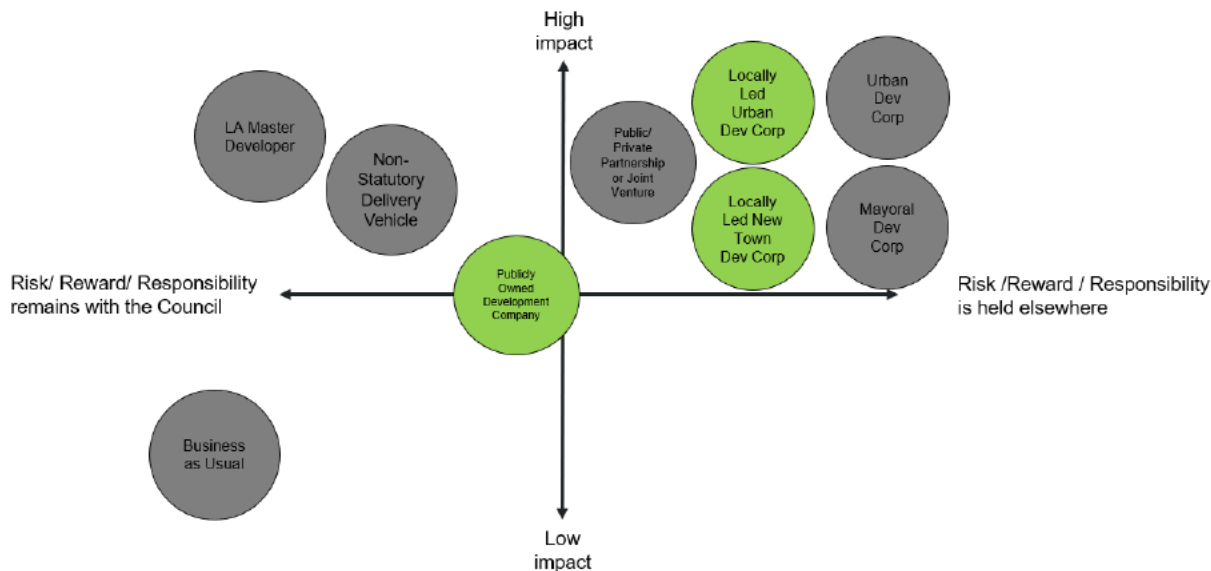 High
impact
Locally
Led
Urban
Dev Corp
Urban
Dev
Corp
LA Master
Developer
Non-
Statutory
Delivery
Vehicle
Public/
Private
Partnership
or Joint
Venture
Locally
Led New
Town
Dev Corp
Mayoral
Dev
Corp
Publicly
Owned
Development
Company
Risk/ Reward/ Responsibility
remains with the Council
Risk /Reward / Responsibility
is held elsewhere
Business
as Usual
Low
impact